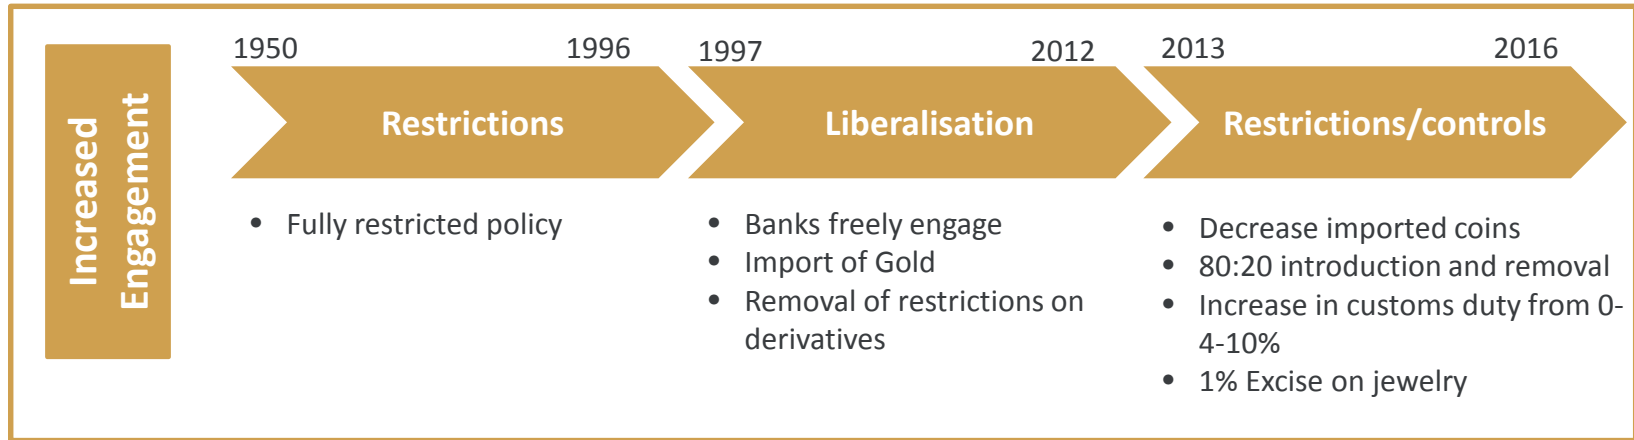 Increased
Engagement
1950 1996
Restrictions
• Fully restricted policy
1997 2012
Liberalisation
• Banks freely engage
• Import of Gold
• Removal of restrictions on
derivatives
2013 2016
Restrictions/controls
• Decrease imported coins
• 80:20 introduction and removal
• Increase in customs duty from 0-
4-10%
• 1% Excise on jewelry